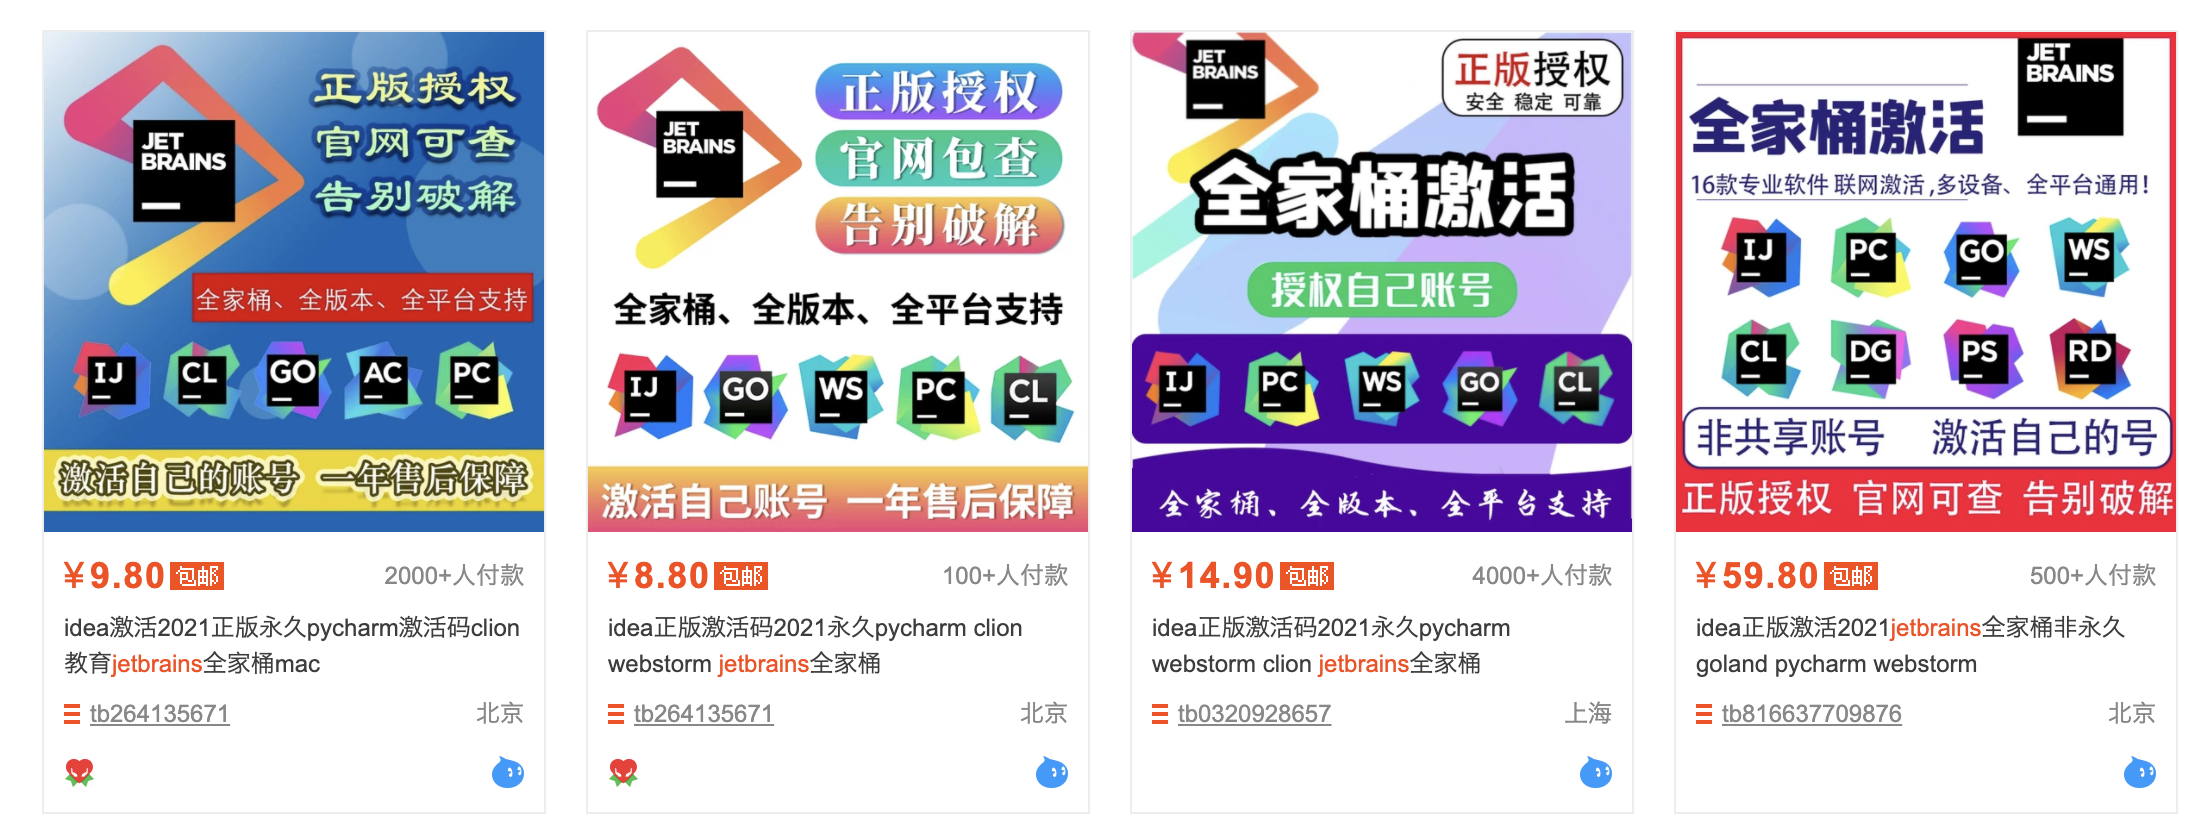 JET
BRAINS
正版授权
官网可查
告别破解
全家桶、全版本、全平台支持
IJ
CL
GO
AC
PC
激活自己的账号 一年售后保障
￥9.80 包邮
2000+人付款
idea激活2021正版永久pycharm激活码clion
教育jetbrains全家桶mac
tb264135671
北京
JET
BRAINS
正版授权
官网包查
告别破解
全家桶、全版本、全平台支持
IJ
GO
WS
PC
CL
激活自己账号 一年售后保障
￥8.80 包邮
100+人付款
idea正版激活码2021永久pycharm clion
webstorm jetbrains全家桶
tb264135671
北京
JET
BRAINS
正版授权
安全 稳定 可靠
全家桶激活
授权自己账号
IJ
PC
WS
GO
CL
全家桶、全版本、全平台支持
￥14.90 包邮
4000+人付款
idea正版激活码2021永久pycharm
webstorm clion jetbrains全家桶
tb0320928657
上海
JET
BRAINS
全家桶激活
16款专业软件 联网激活,多设备、全平台通用!
IJ
PC
GO
WS
CL
DG
PS
RD
非共享账号 激活自己的号
正版授权 官网可查 告别破解
￥59.80 包邮
500+人付款
idea正版激活2021jetbrains全家桶非永久
goland pycharm webstorm
tb816637709876
北京